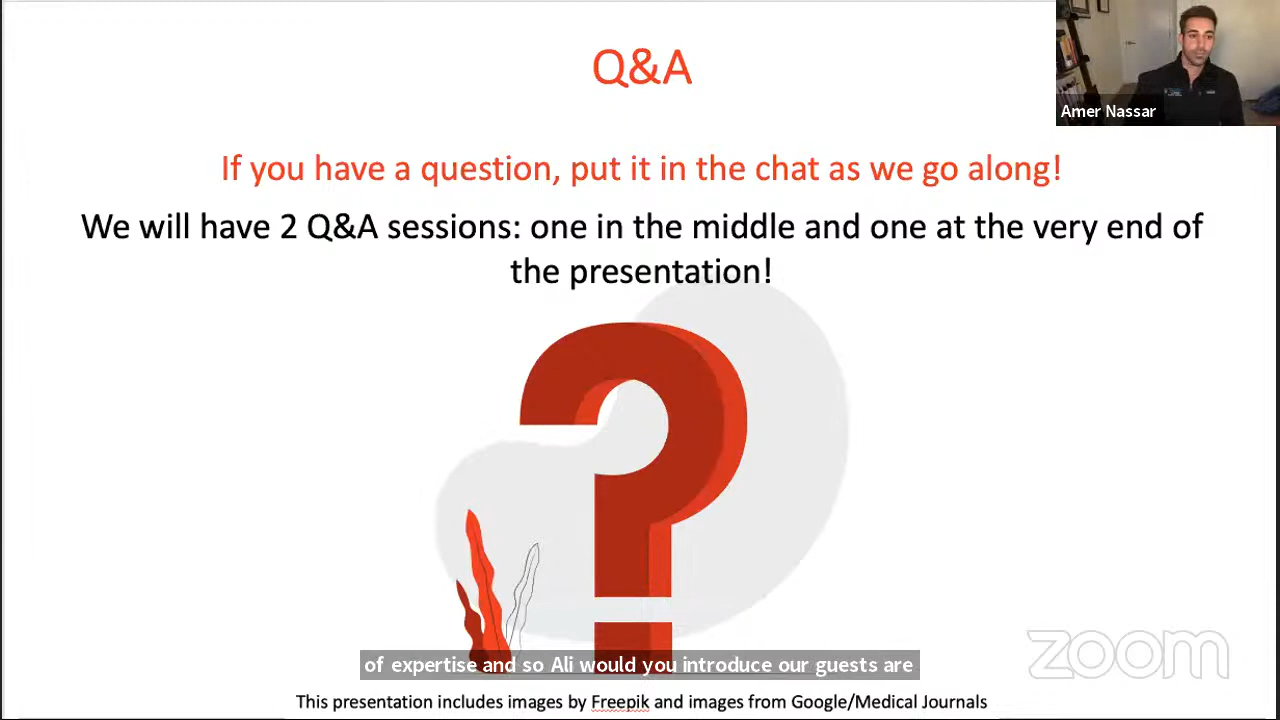 Q&A
Amer Nassar
If you have a question, put it in the chat as we go along!
We will have 2 Q&A sessions: one in the middle and one at the very end of
the presentation!
zoom
of expertise and so Ali would you introduce our guests are
This presentation includes images by Freepik and images from Google/Medical Journals